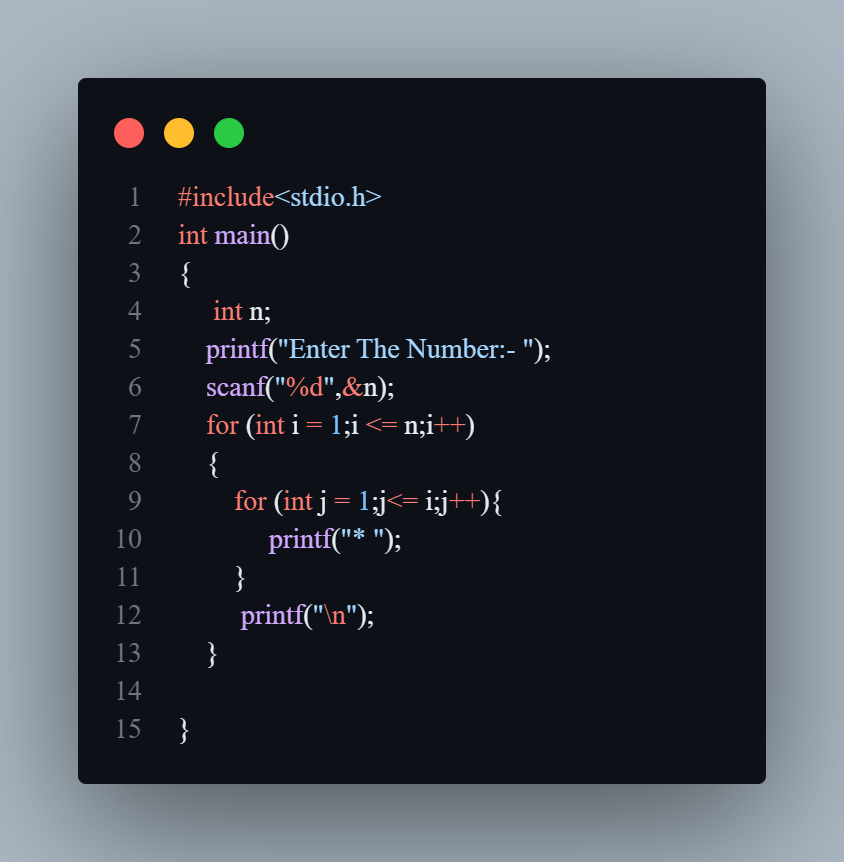 1 #include<stdio.h>
2 int main()
3 {
4 int n;
5 printf("Enter The Number:- ");
6 scanf("%d",&n);
7 for (int i = 1;i <= n;i++)
8 {
9 for (int j = 1;j<= i;j++){
10 printf("* ");
11 }
12 printf("\n");
13 }
14
15 }